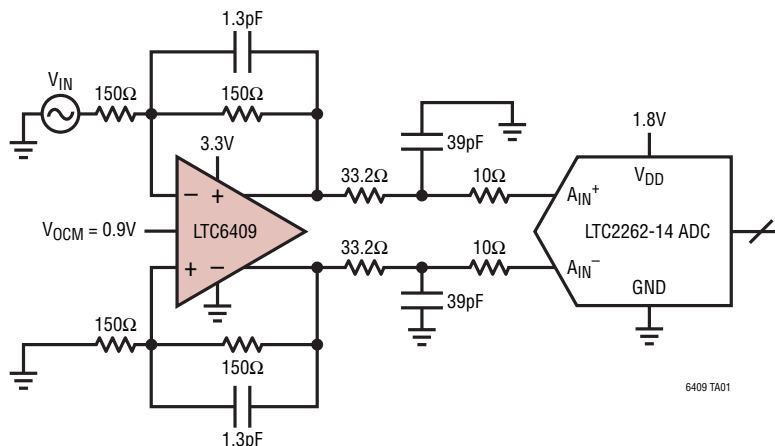 1.3pF
V_IN
150Ω
150Ω
3.3V
39pF
1.8V
33.2Ω
10Ω
A_IN^+
V_DD
− +
LTC6409
V_OCM = 0.9V
LTC2262-14 ADC
+ −
33.2Ω
10Ω
A_IN^−
GND
39pF
150Ω
150Ω
1.3pF
6409 TA01